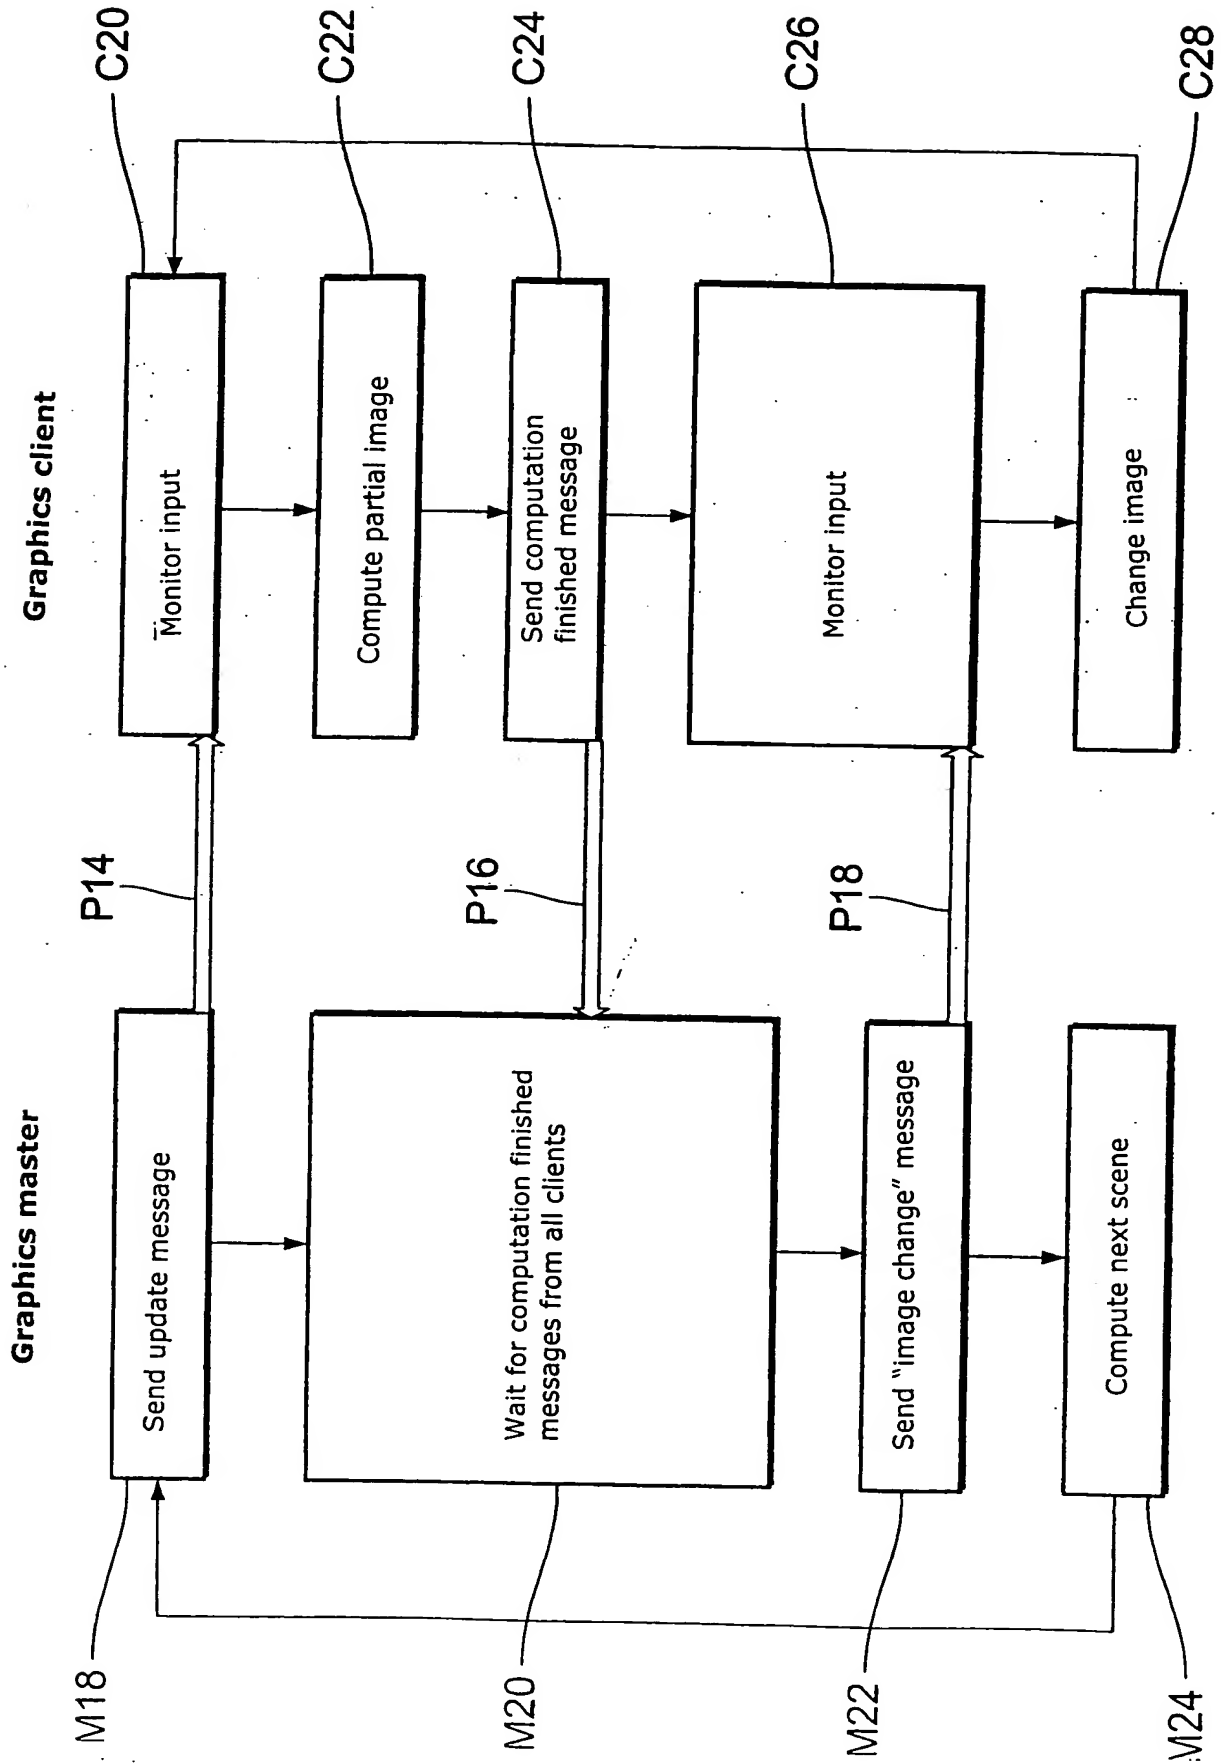 Graphics master
Graphics client
M18
Send update message
P14
Monitor input
C20
Compute partial image
C22
M20
Wait for computation finished
messages from all clients
P16
Send computation
finished message
C24
M22
Send "image change" message
P18
Monitor input
C26
M24
Compute next scene
Change image
C28